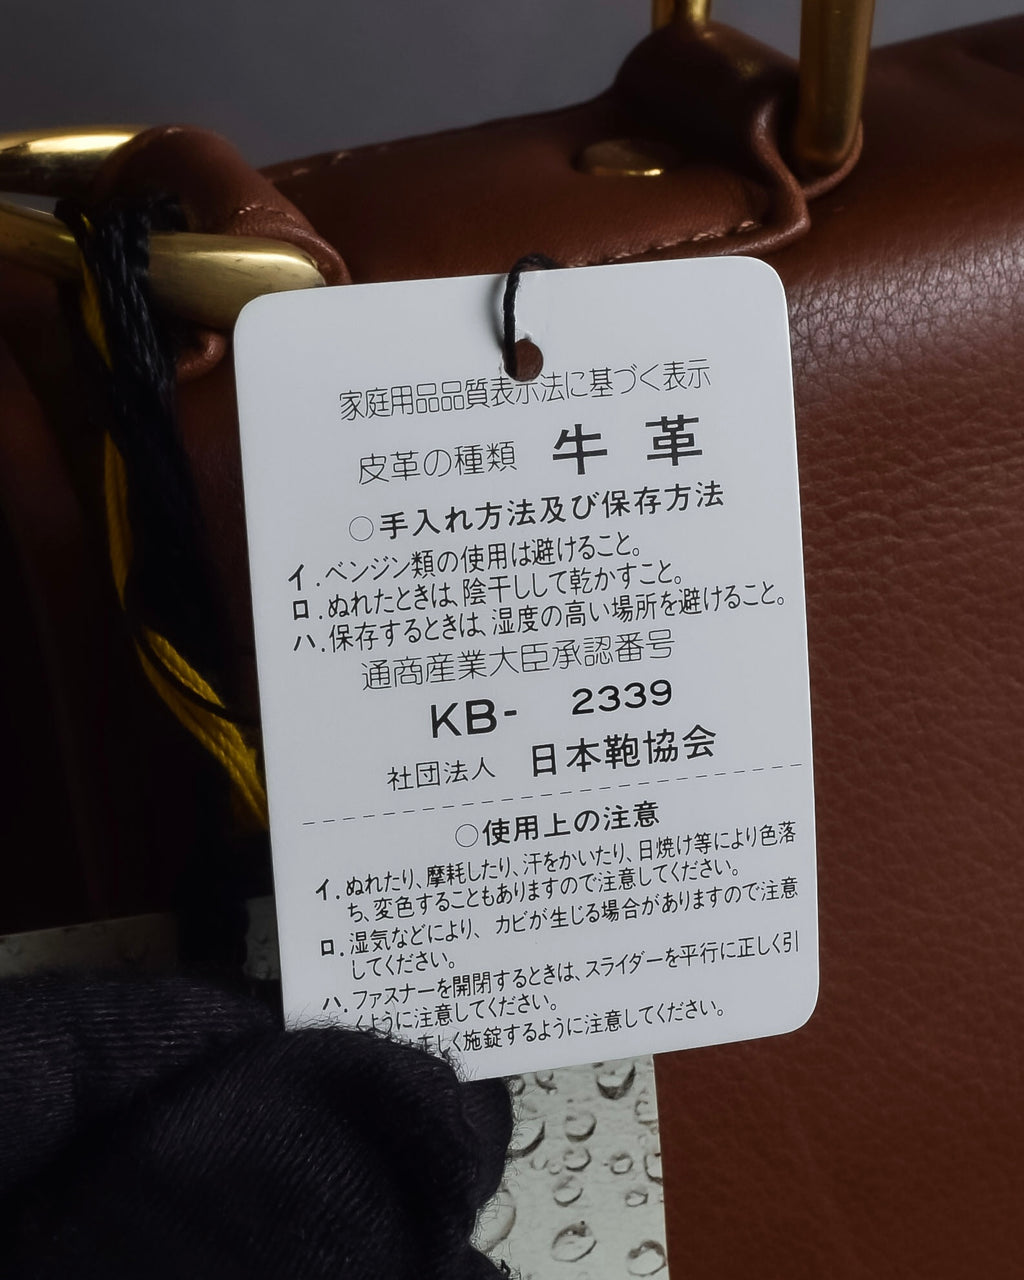 家庭用品品質表示法に基づく表示
皮革の種類 牛革
○手入れ方法及び保存方法
イ.ベンジン類の使用は避けること。
ロ.ぬれたときは、陰干しして乾かすこと。
ハ.保存するときは、湿度の高い場所を避けること。
通商産業大臣承認番号
KB- 2339
社団法人 日本鞄協会
○使用上の注意
イ.ぬれたり、摩耗したり、汗をかいたり、日焼け等により色落
ち、変色することもありますので注意してください。
ロ.湿気などにより、カビが生じる場合がありますので注意
してください。
ハ.ファスナーを開閉するときは、スライダーを平行に正しく引
くように注意してください。
正しく施錠するように注意してください。